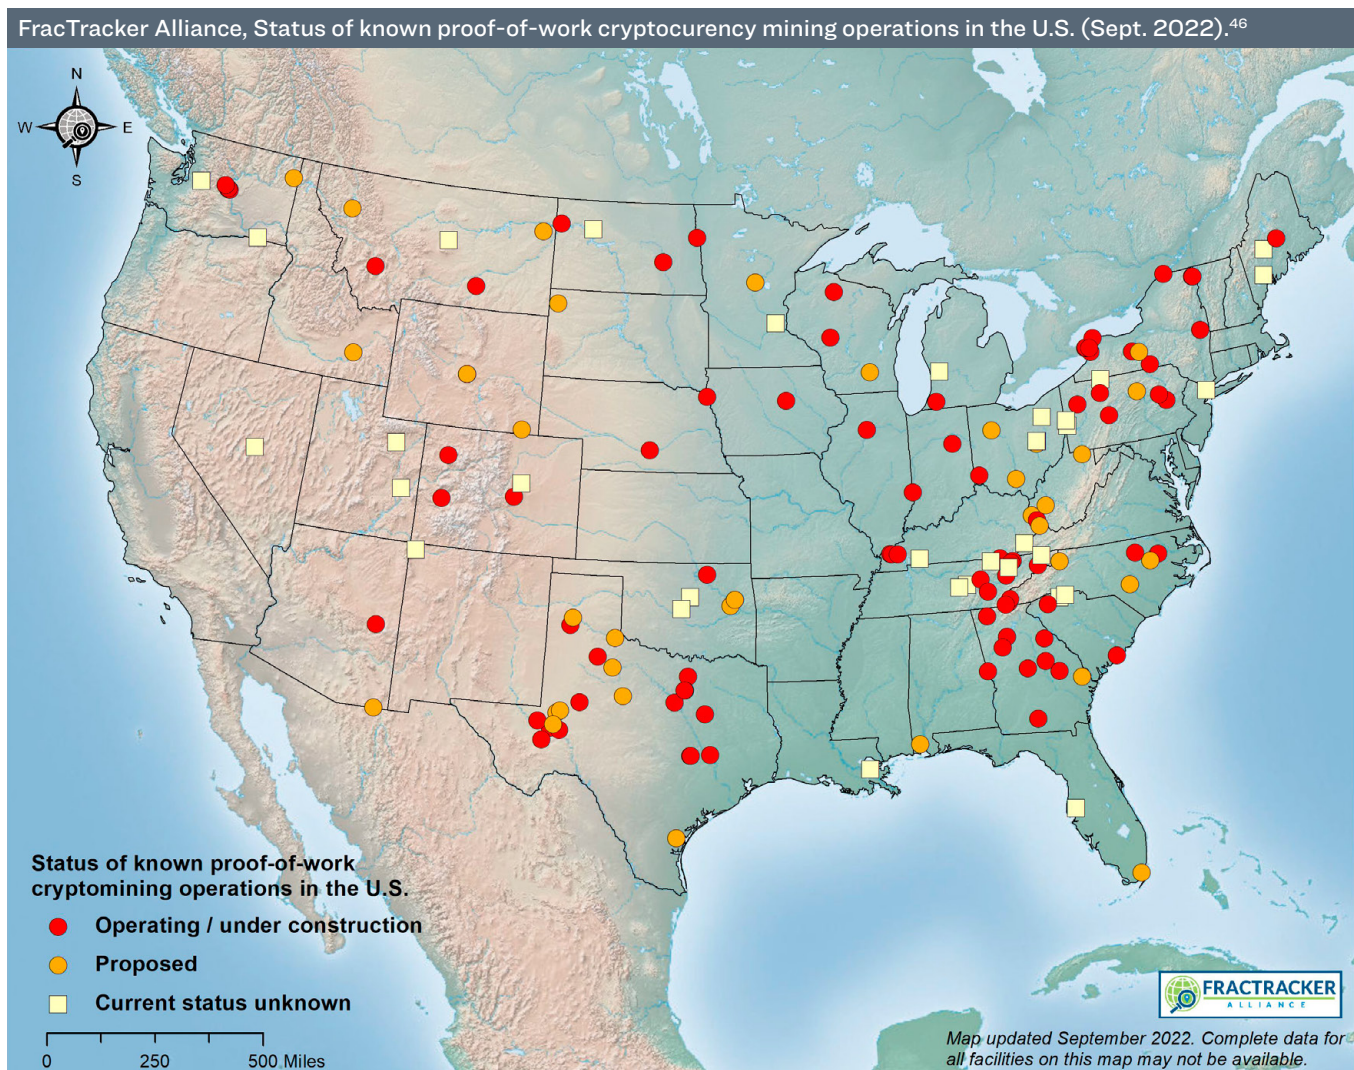 FracTracker Alliance, Status of known proof-of-work cryptocurency mining operations in the U.S. (Sept. 2022).⁴⁶
N
W E
S
Status of known proof-of-work
cryptomining operations in the U.S.
Operating / under construction
Proposed
Current status unknown
0 250 500 Miles
FRACTRACKER
ALLIANCE
Map updated September 2022. Complete data for
all facilities on this map may not be available.